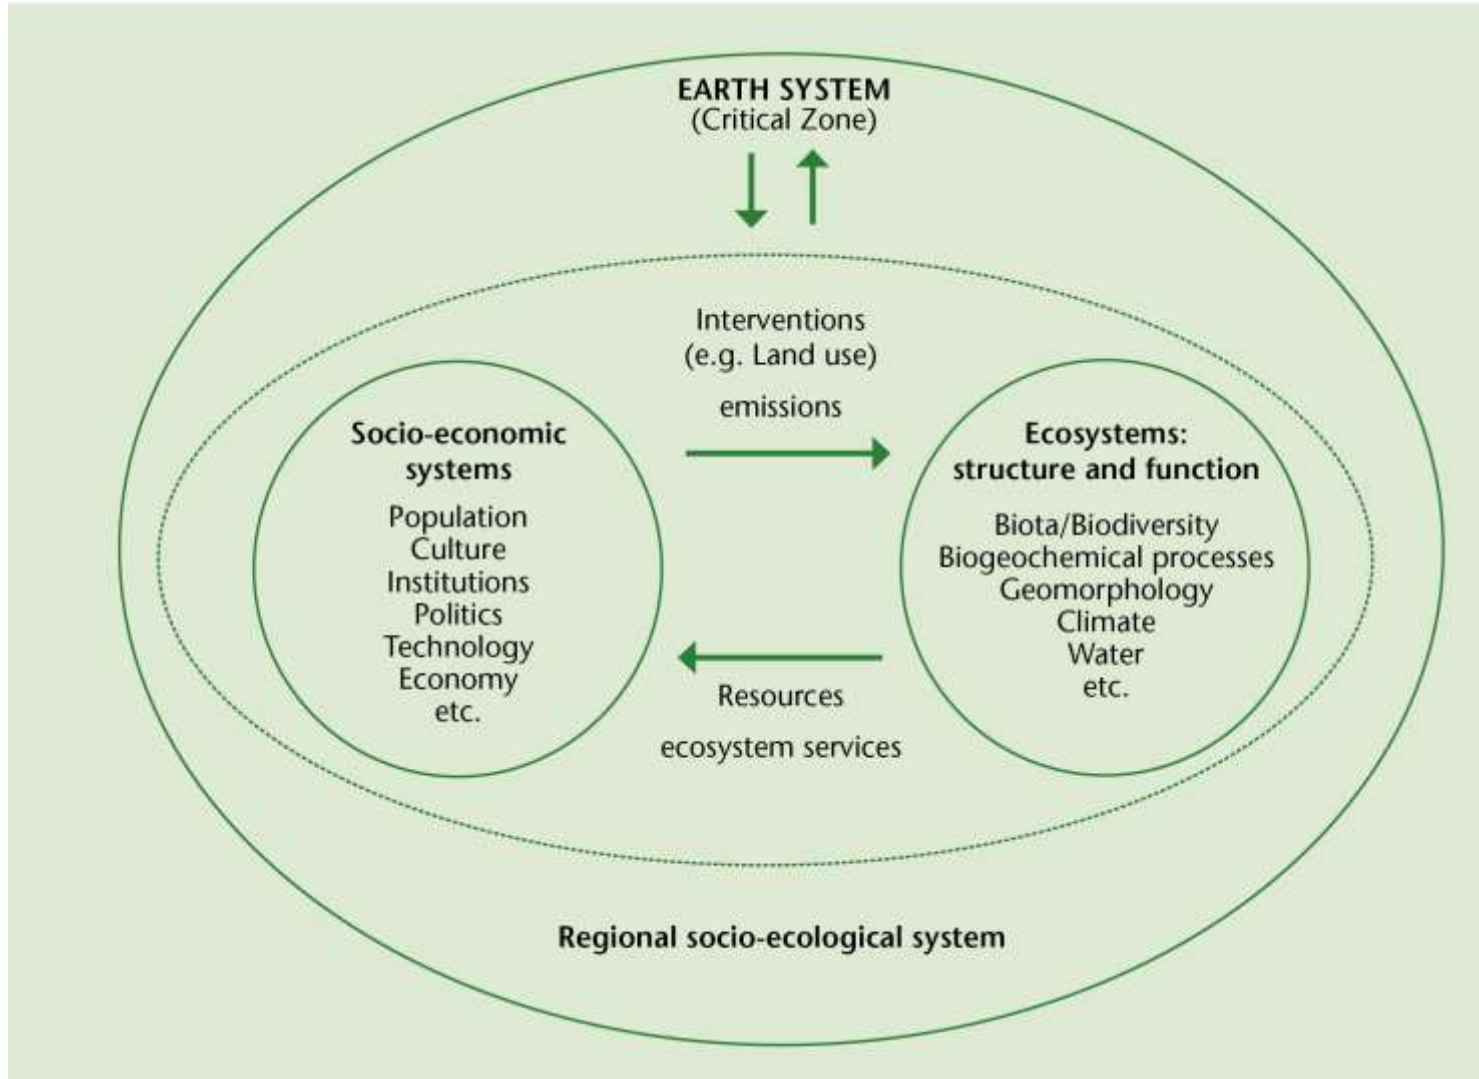 EARTH SYSTEM
(Critical Zone)
Interventions
(e.g. Land use)
emissions
Socio-economic
systems
Population
Culture
Institutions
Politics
Technology
Economy
etc.
Ecosystems:
structure and function
Biota/Biodiversity
Biogeochemical processes
Geomorphology
Climate
Water
etc.
Resources
ecosystem services
Regional socio-ecological system